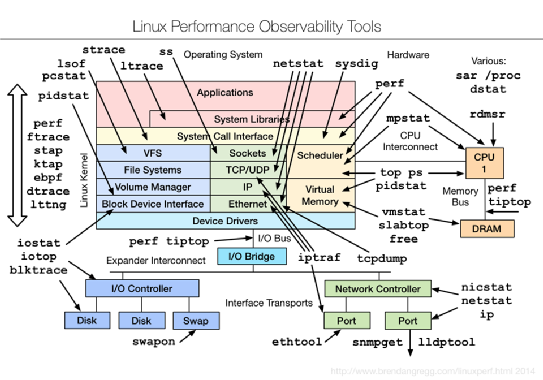 Linux Performance Observability Tools
strace
ss
Operating System
Hardware
Various:
lsof
ltrace
netstat
sysdig
sar /proc
pcstat
dstat
pidstat
Applications
perf
rdmsr
System Libraries
mpstat
System Call Interface
CPU
Interconnect
perf
ftrace
stap
ktap
ebpf
dtrace
lttng
Linux Kernel
VFS
Sockets
Scheduler
File Systems
TCP/UDP
Volume Manager
IP
Virtual
Memory
Block Device Interface
Ethernet
Device Drivers
CPU
1
top ps
pidstat
Memory
Bus
perf
tiptop
vmstat
slabtop
free
DRAM
iostat
iotop
blktrace
perf tiptop
I/O Bus
iptraf
tcpdump
Expander Interconnect
I/O Bridge
I/O Controller
Interface Transports
Network Controller
nicstat
netstat
ip
Disk
Disk
Swap
Port
Port
swapon
ethtool
snmpget
lldptool
http://www.brendangregg.com/linuxperf.html 2014